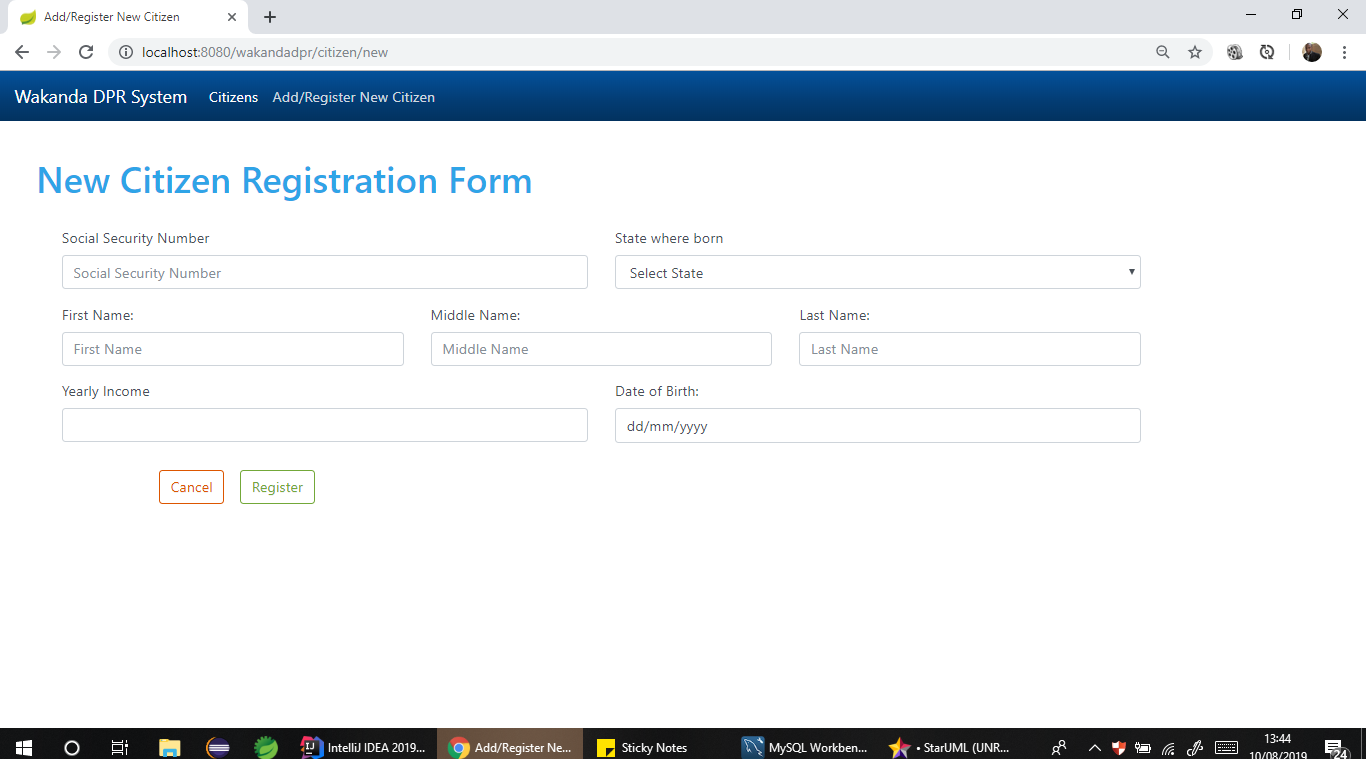 Add/Register New Citizen
localhost:8080/wakandadpr/citizen/new
Wakanda DPR System Citizens Add/Register New Citizen
New Citizen Registration Form
Social Security Number State where born
Social Security Number Select State
First Name: Middle Name: Last Name:
First Name Middle Name Last Name
Yearly Income Date of Birth:
dd/mm/yyyy
Cancel Register
IntelliJ IDEA 2019... Add/Register Ne... Sticky Notes MySQL Workben... • StarUML (UNR... 13:44
10/08/2019 24